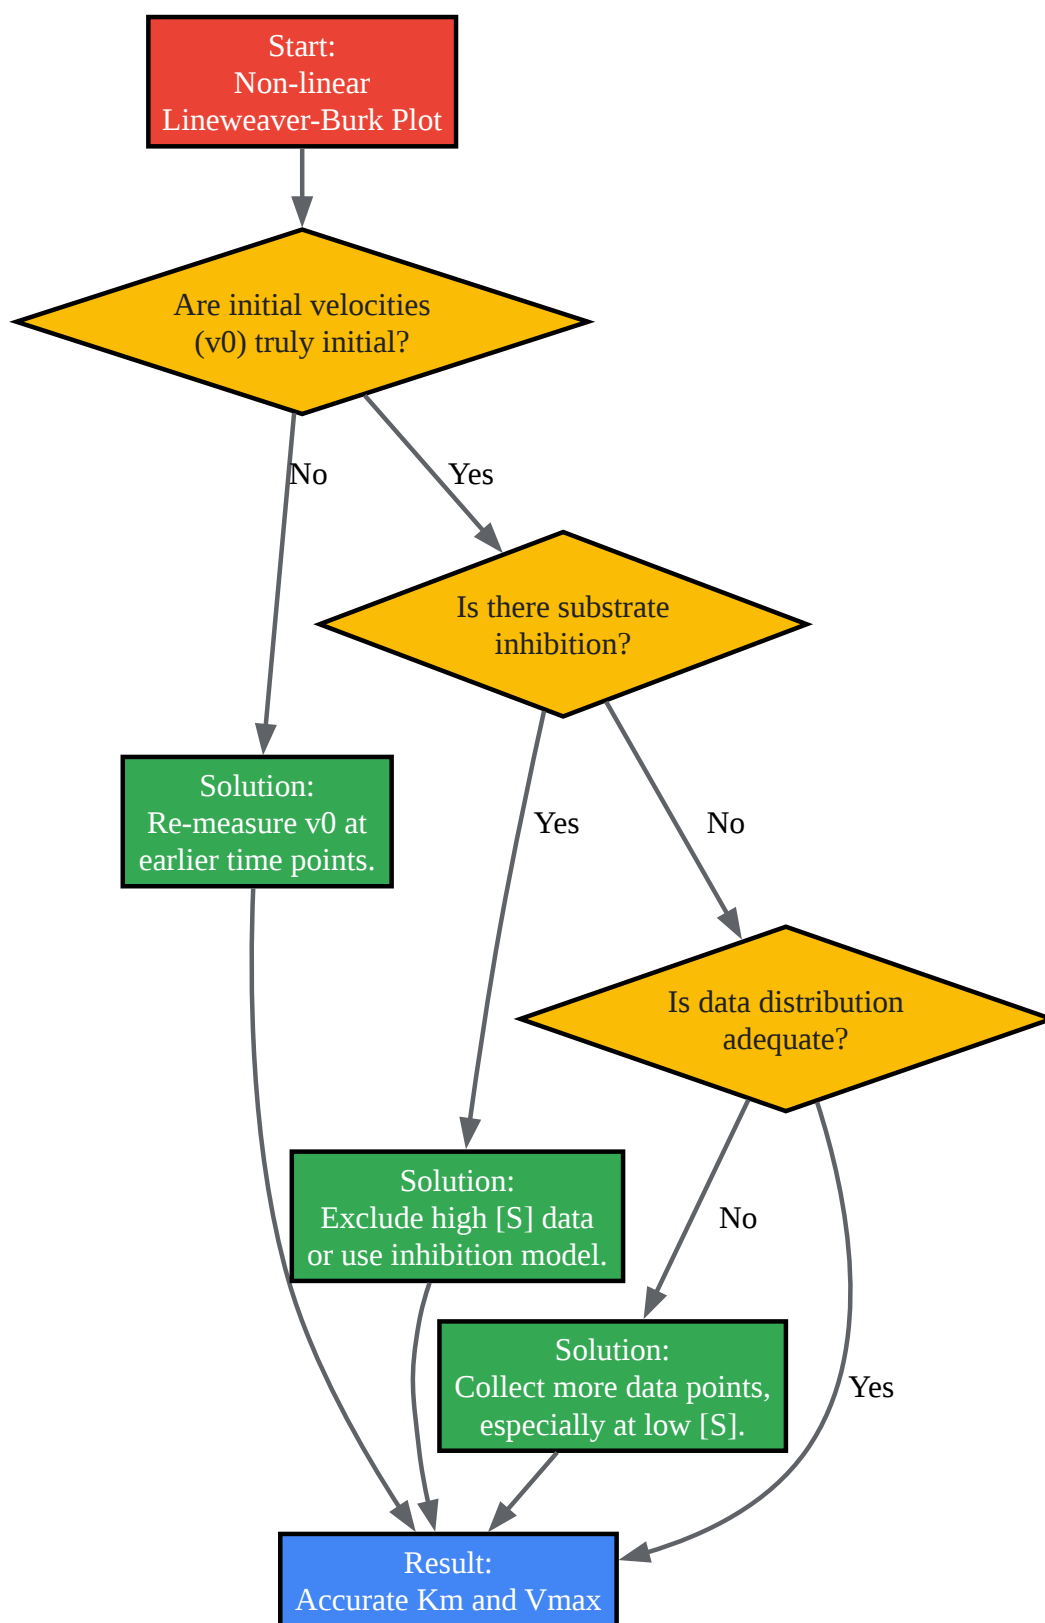 Start:
Non-linear
Lineweaver-Burk Plot
Are initial velocities
(v0) truly initial?
No
Yes
Is there substrate
inhibition?
Solution:
Re-measure v0 at
earlier time points.
Yes
No
Is data distribution
adequate?
Solution:
Exclude high [S] data
or use inhibition model.
No
Solution:
Collect more data points,
especially at low [S].
Yes
Result:
Accurate Km and Vmax